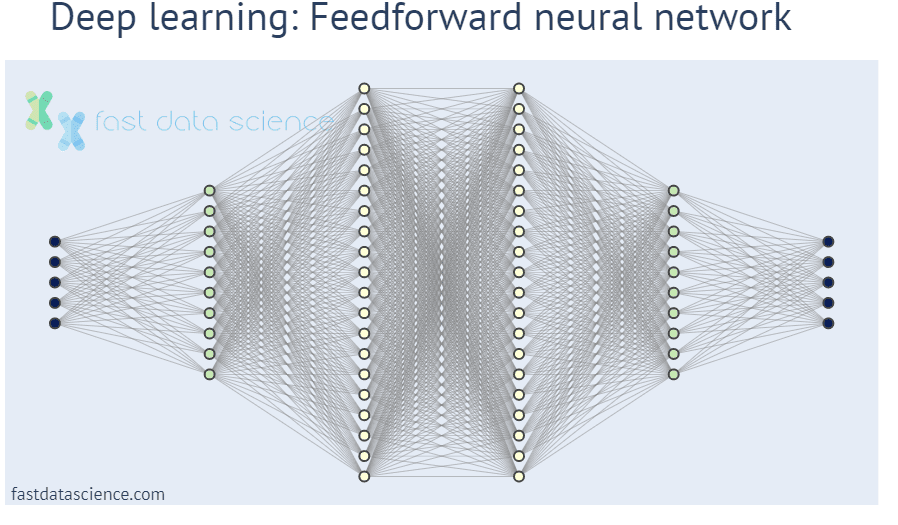 Deep learning: Feedforward neural network
fast data science
fastdatascience.com